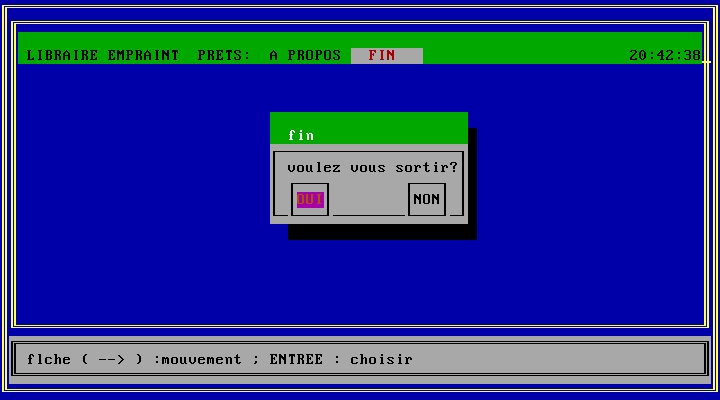 LIBRAIRE EMPRAINT PRETS: A PROPOS FIN 20:42:38
fin
voulez vous sortir?
OUI NON
flche ( --> ) :mouvement ; ENTREE : choisir